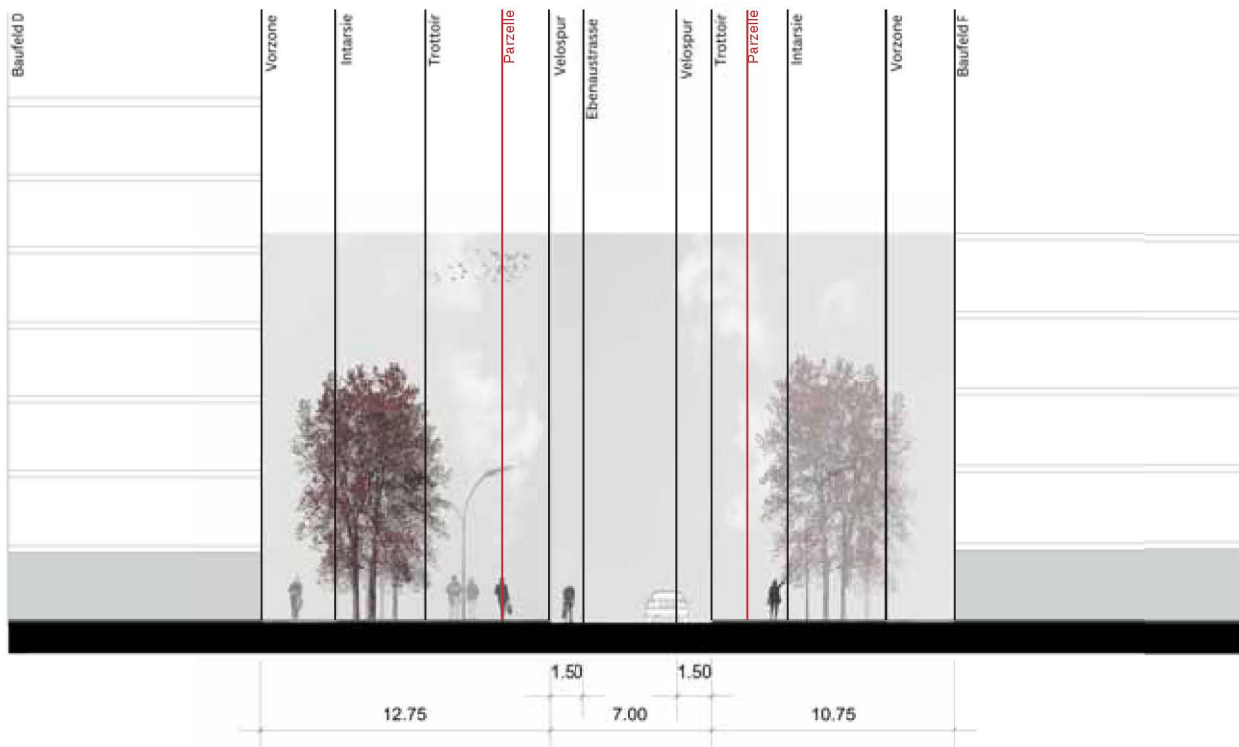 Baufeld D
Vorzone
Intarsie
Trottoir
Parzelle
Velospur
Ebenaustrasse
Velospur
Trottoir
Parzelle
Intarsie
Vorzone
Baufeld F
1.50
1.50
12.75
7.00
10.75